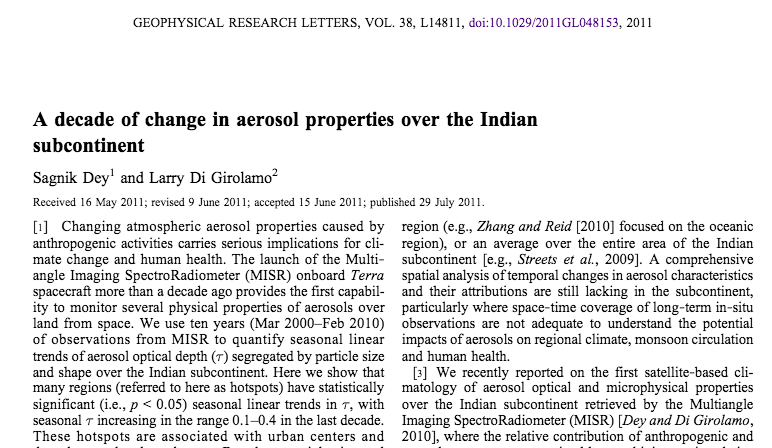 GEOPHYSICAL RESEARCH LETTERS, VOL. 38, L14811, doi:10.1029/2011GL048153, 2011
A decade of change in aerosol properties over the Indian
subcontinent
Sagnik Dey1 and Larry Di Girolamo2
Received 16 May 2011; revised 9 June 2011; accepted 15 June 2011; published 29 July 2011.
[1] Changing atmospheric aerosol properties caused by
anthropogenic activities carries serious implications for cli-
mate change and human health. The launch of the Multi-
angle Imaging SpectroRadiometer (MISR) onboard Terra
spacecraft more than a decade ago provides the first capabil-
ity to monitor several physical properties of aerosols over
land from space. We use ten years (Mar 2000–Feb 2010)
of observations from MISR to quantify seasonal linear
trends of aerosol optical depth (τ) segregated by particle size
and shape over the Indian subcontinent. Here we show that
many regions (referred to here as hotspots) have statistically
significant (i.e., p < 0.05) seasonal linear trends in τ, with
seasonal τ increasing in the range 0.1–0.4 in the last decade.
These hotspots are associated with urban centers and
region (e.g., Zhang and Reid [2010] focused on the oceanic
region), or an average over the entire area of the Indian
subcontinent [e.g., Streets et al., 2009]. A comprehensive
spatial analysis of temporal changes in aerosol characteristics
and their attributions are still lacking in the subcontinent,
particularly where space-time coverage of long-term in-situ
observations are not adequate to understand the potential
impacts of aerosols on regional climate, monsoon circulation
and human health.
[3] We recently reported on the first satellite-based cli-
matology of aerosol optical and microphysical properties
over the Indian subcontinent retrieved by the Multiangle
Imaging SpectroRadiometer (MISR) [Dey and Di Girolamo,
2010], where the relative contribution of anthropogenic and